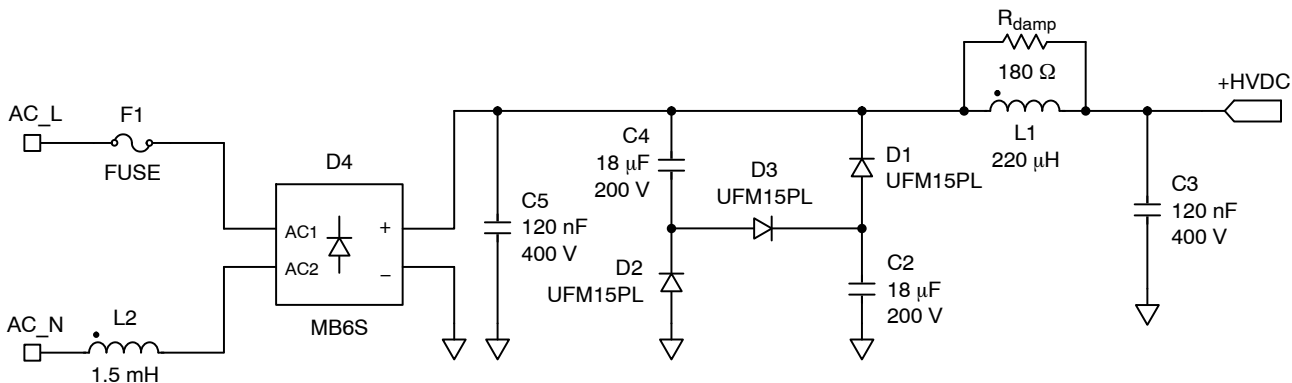 R_damp
180 Ω
+HVDC
AC_L
F1
FUSE
D4
AC1
AC2
+
−
MB6S
AC_N
L2
1.5 mH
C5
120 nF
400 V
C4
18 μF
200 V
D3
UFM15PL
D1
UFM15PL
D2
UFM15PL
C2
18 μF
200 V
L1
220 μH
C3
120 nF
400 V